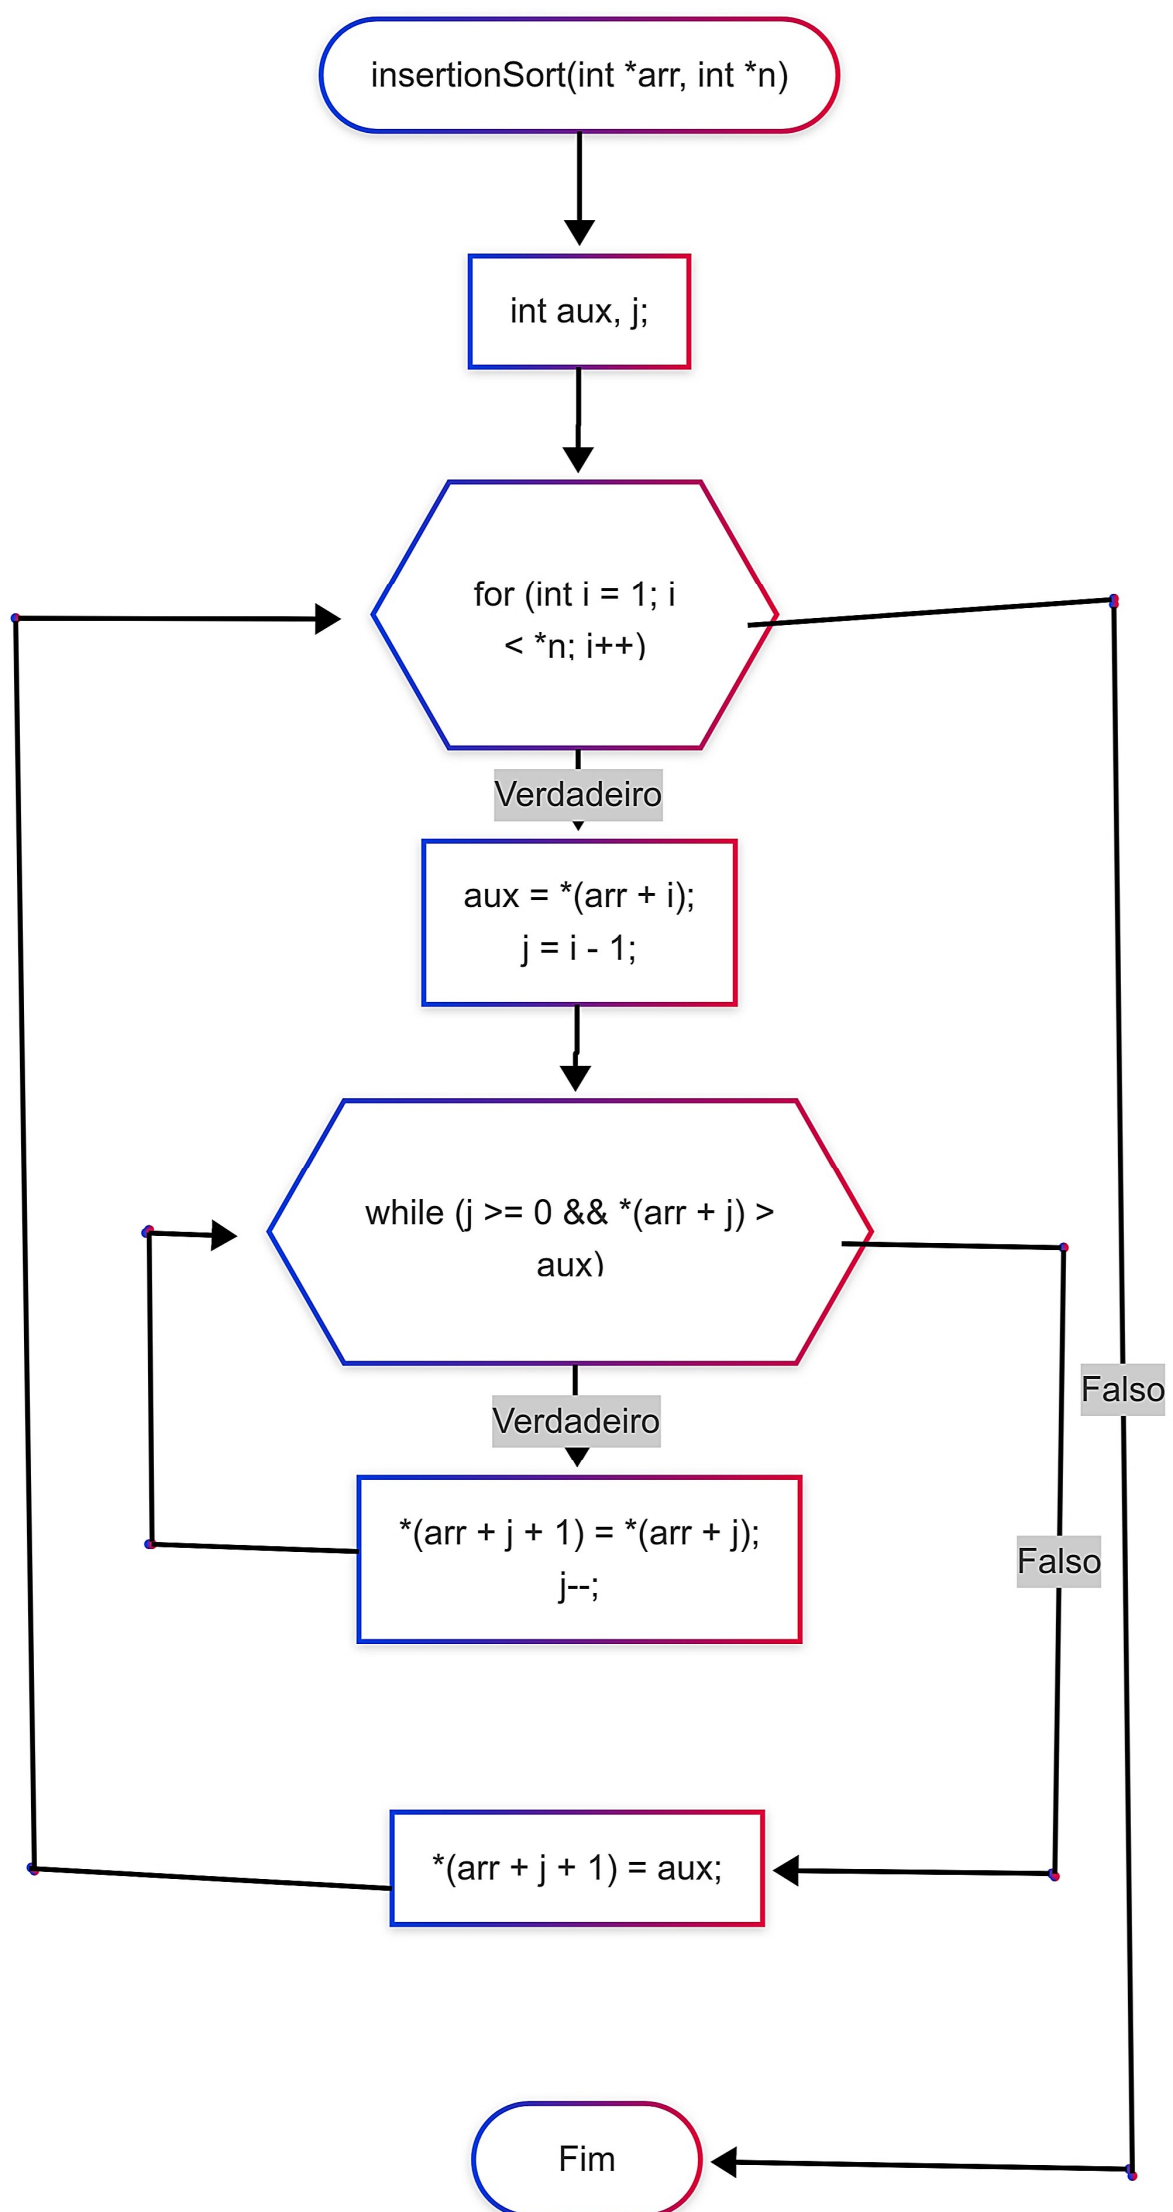 insertionSort(int *arr, int *n)
int aux, j;
for (int i = 1; i
< *n; i++)
Verdadeiro
aux = *(arr + i);
j = i - 1;
while (j >= 0 && *(arr + j) >
aux)
Falso
Verdadeiro
*(arr + j + 1) = *(arr + j);
j--;
Falso
*(arr + j + 1) = aux;
Fim